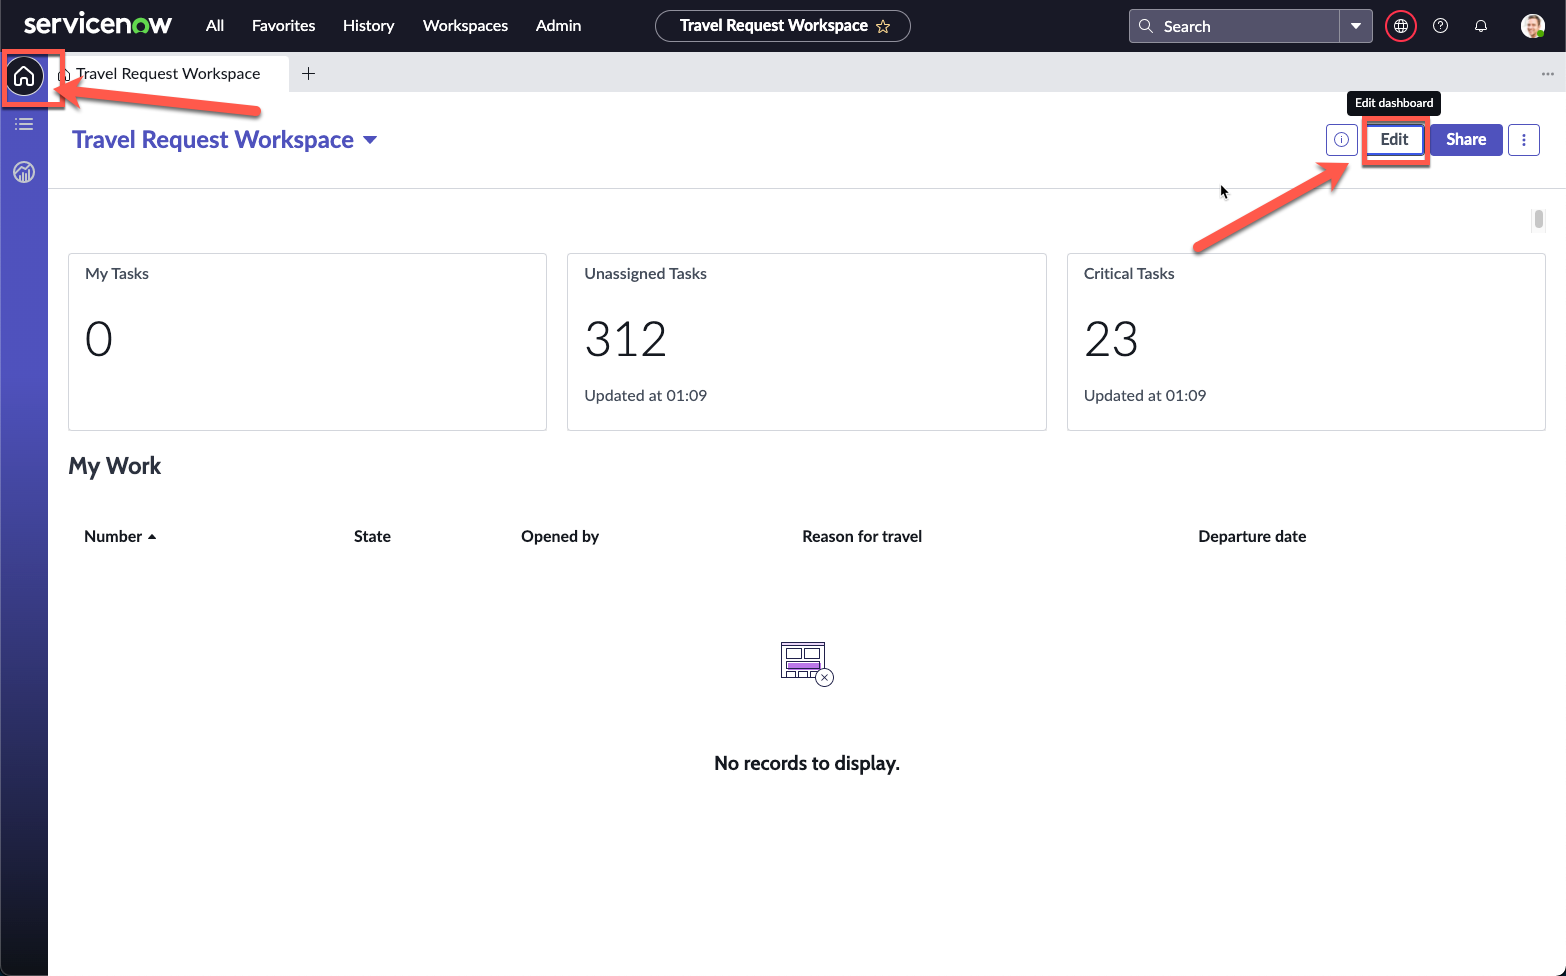 servicenow All Favorites History Workspaces Admin Travel Request Workspace Search
Travel Request Workspace
Edit dashboard
Travel Request Workspace Edit Share
My Tasks Unassigned Tasks Critical Tasks
0 312 23
Updated at 01:09 Updated at 01:09
My Work
Number State Opened by Reason for travel Departure date
No records to display.